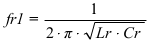 fr1 = 1 / (2 · π · √(Lr · Cr))